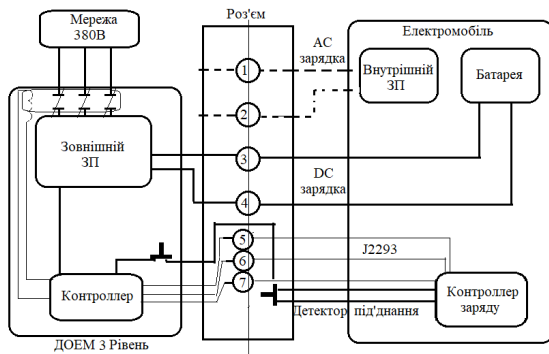 Мережа
380В
Роз'єм
Електромобіль
AC
зарядка
Внутрішній
ЗП
Батарея
Зовнішній
ЗП
DC
зарядка
1
2
3
4
5
6
7
J2293
Контроллер
Контроллер
заряду
Детектор під'днання
ДОЕМ 3 Рівень